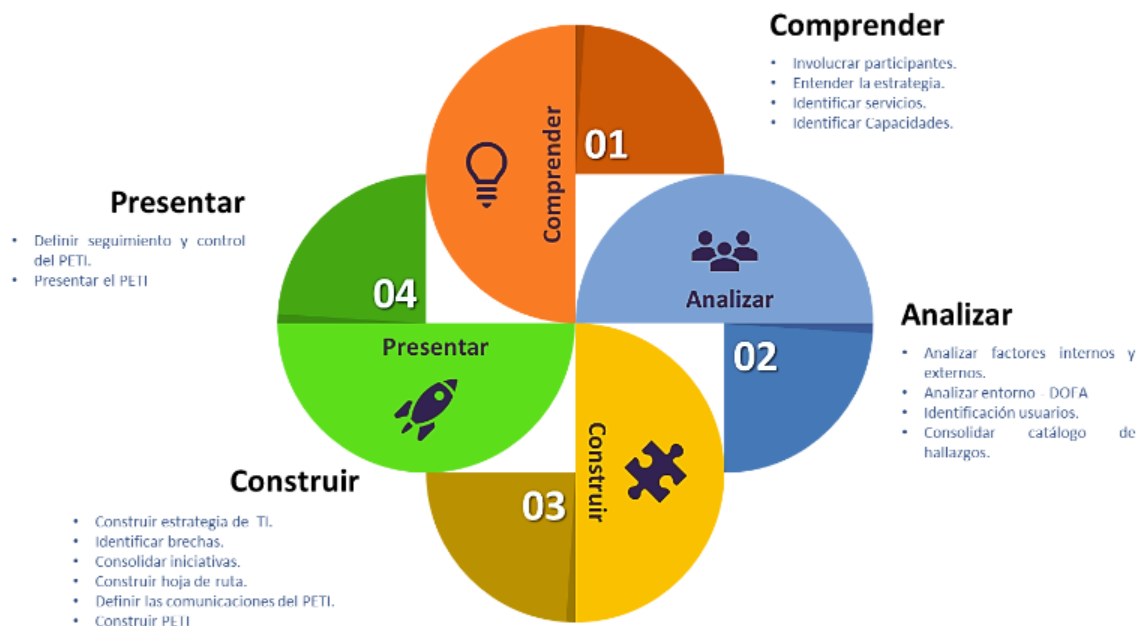 Comprender
• Involucrar participantes.
• Entender la estrategia.
• Identificar servicios.
• Identificar Capacidades.
Comprender
01
Presentar
• Definir seguimiento y control
del PETI.
• Presentar el PETI
04
Analizar
Analizar
• Analizar factores internos y
externos.
• Analizar entorno - DOFA
• Identificación usuarios.
• Consolidar catálogo de
hallazgos.
02
Presentar
Construir
03
Construir
• Construir estrategia de TI.
• Identificar brechas.
• Consolidar iniciativas.
• Construir hoja de ruta.
• Definir las comunicaciones del PETI.
• Construir PETI